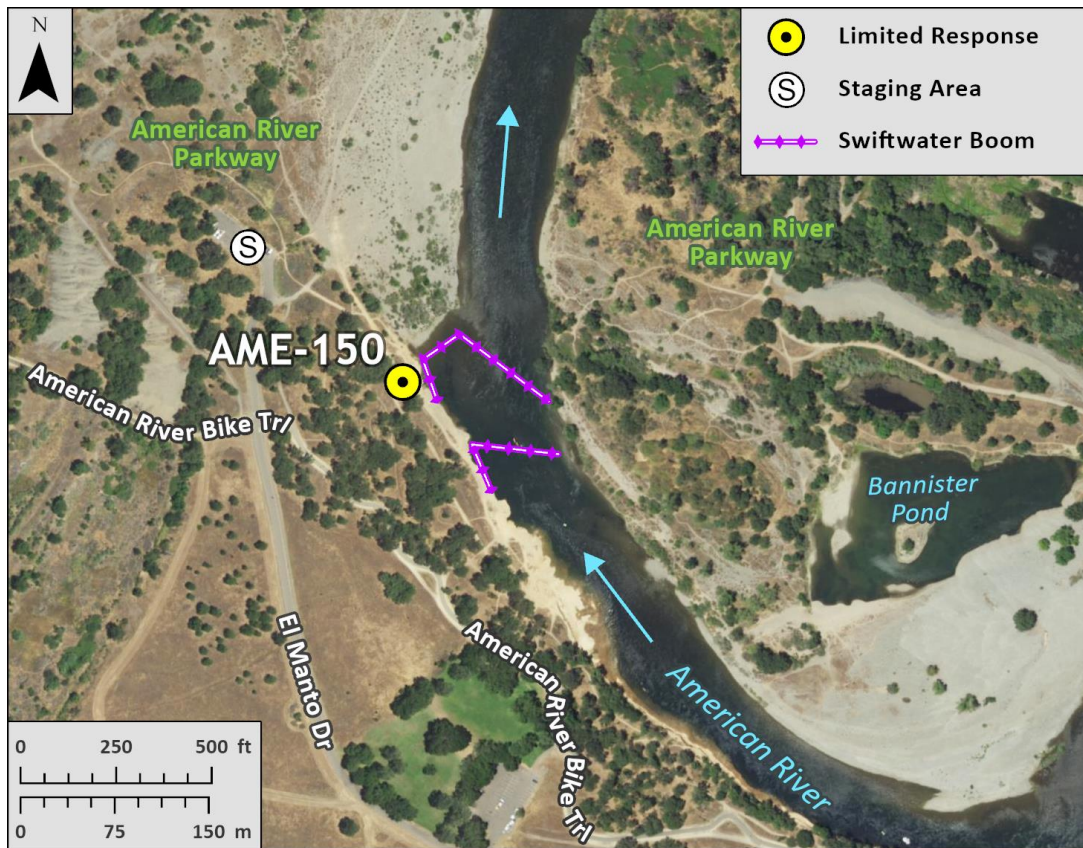 N
Limited Response
S
Staging Area
Swiftwater Boom
American River
Parkway
S
American River
Parkway
AME-150
American River Bike Trl
Bannister
Pond
El Manto Dr
American River Bike Trl
American River
0 250 500 ft
0 75 150 m